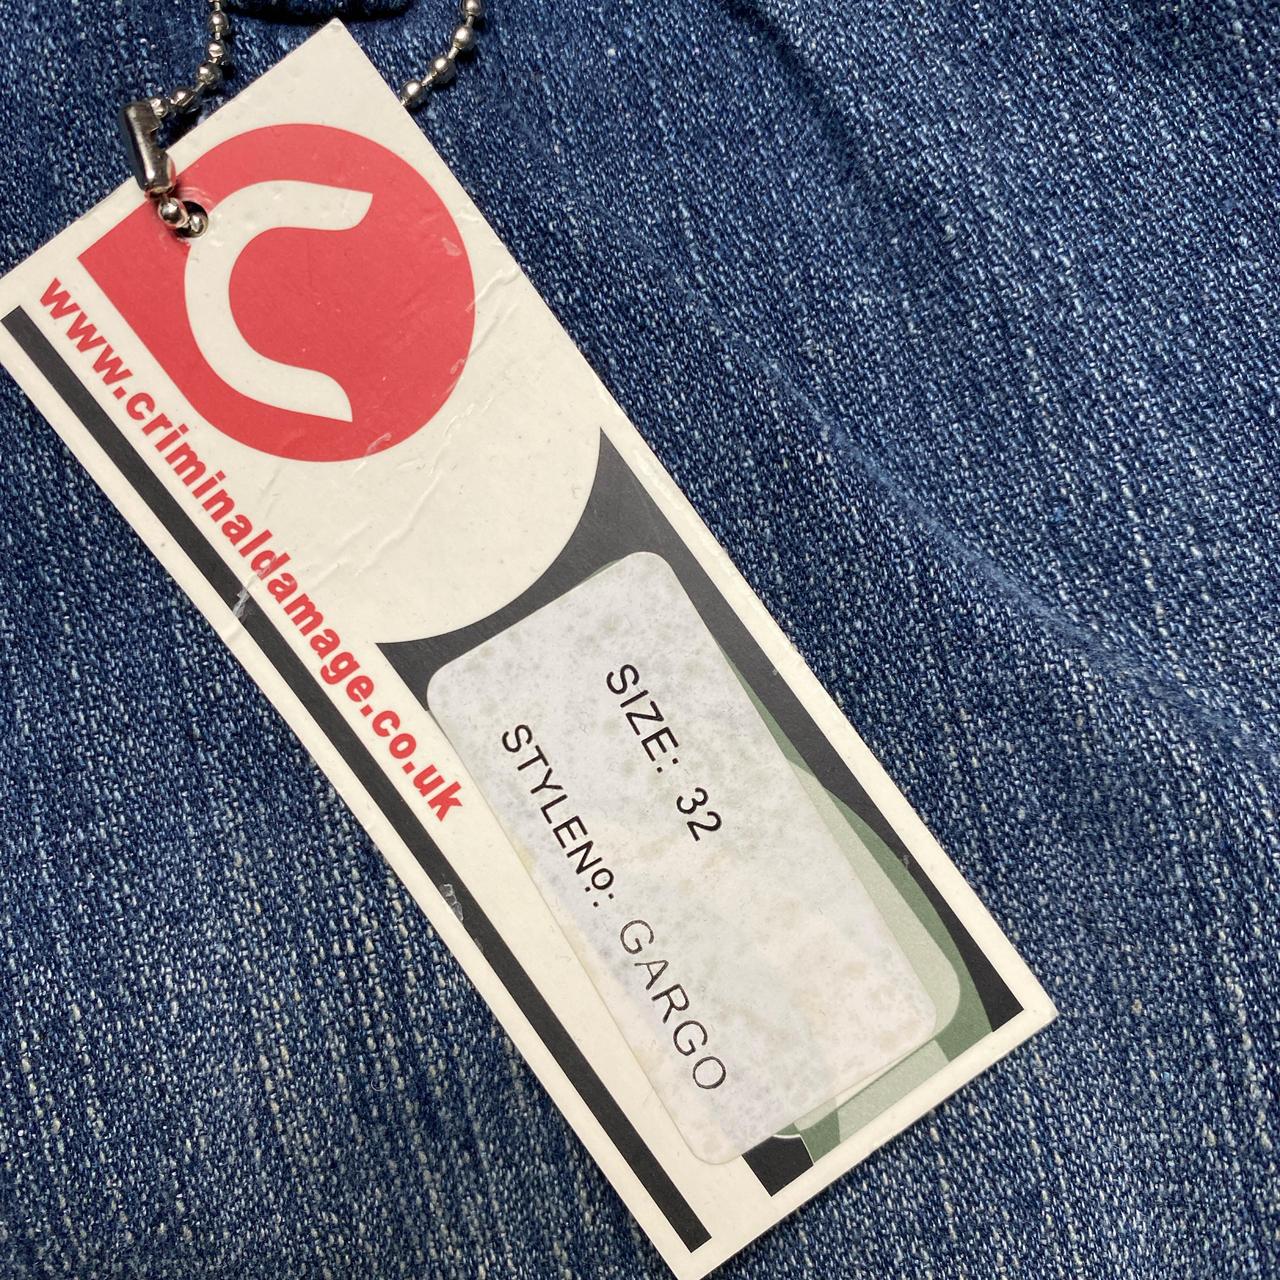 www.criminaldamage.co.uk
SIZE: 32
STYLENº: GARGO